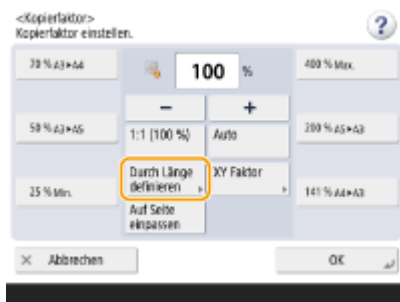 <Kopierfaktor>
Kopierfaktor einstellen.
?
70 % A3►A4
100 %
400 % Max.
−
+
50 % A3►A5
1:1 (100 %)
Auto
200 % A5►A3
Durch Länge
definieren
XY Faktor
25 % Min.
141 % A4►A3
Auf Seite
einpassen
× Abbrechen
OK